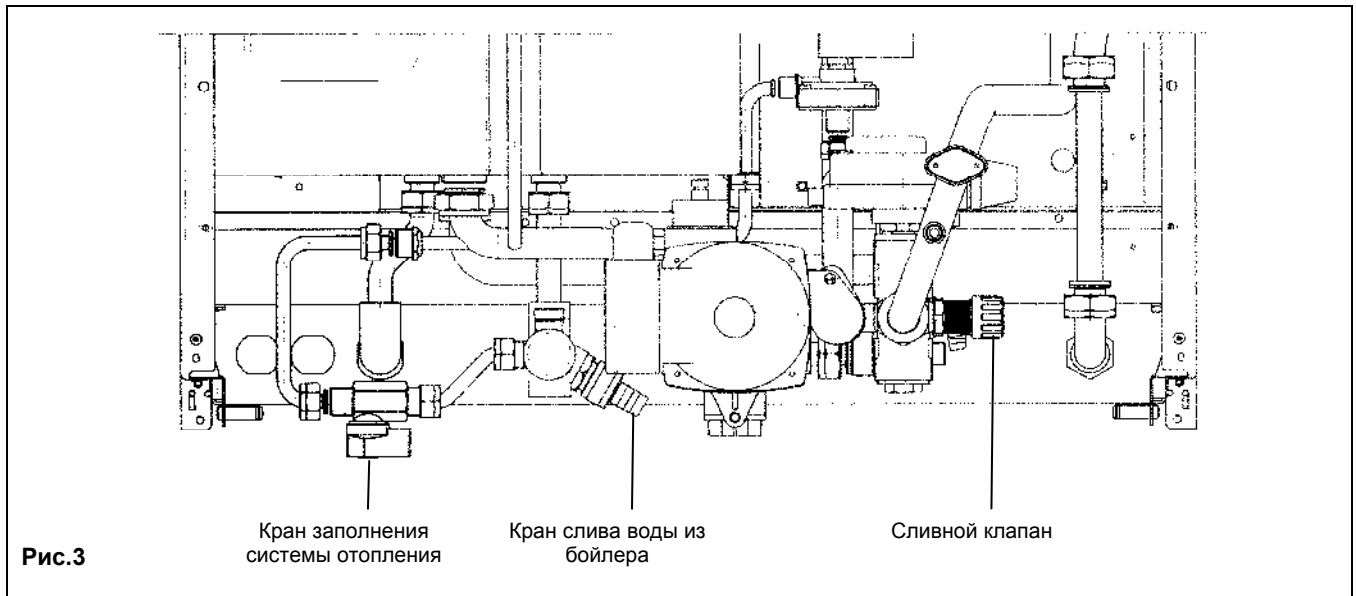 Кран заполнения
системы отопления
Кран слива воды из
бойлера
Сливной клапан
Рис.3